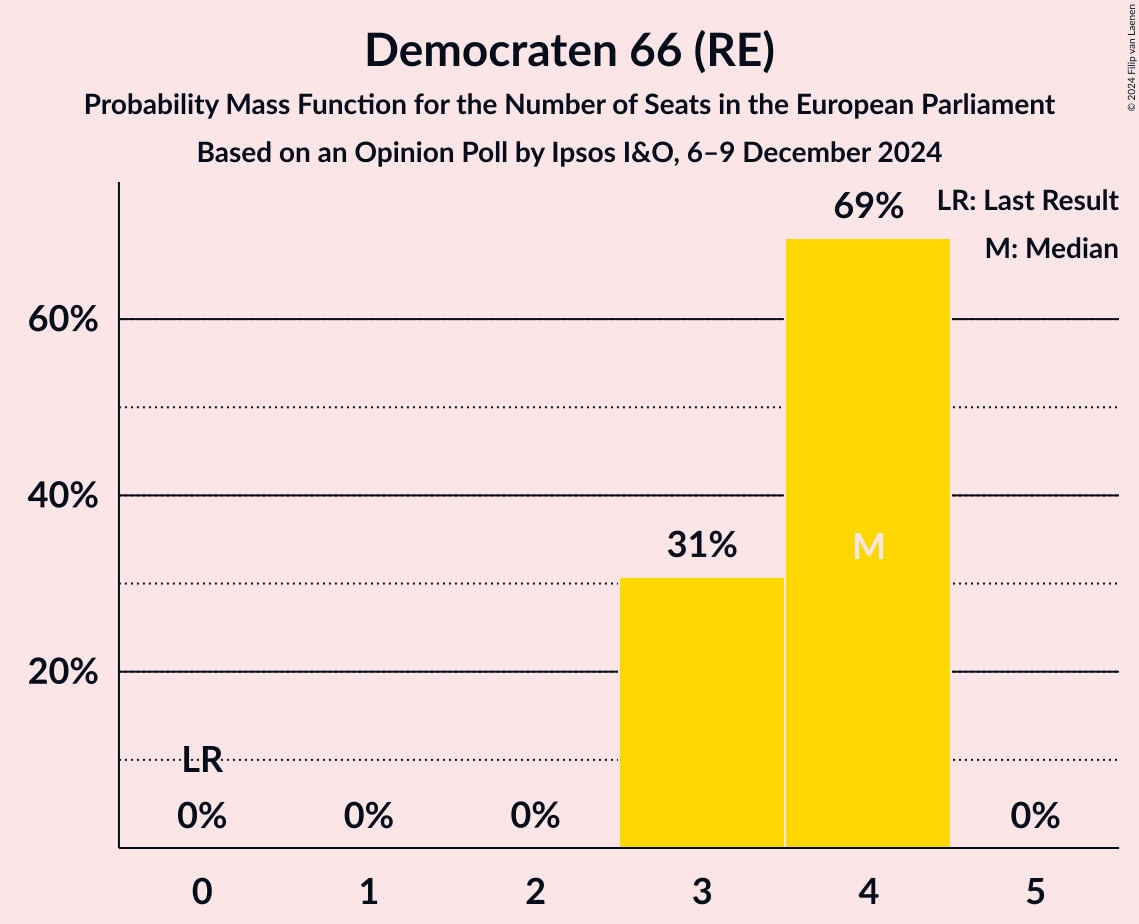 Democraten 66 (RE)
Probability Mass Function for the Number of Seats in the European Parliament
Based on an Opinion Poll by Ipsos I&O, 6–9 December 2024
© 2024 Filip van Laenen
LR: Last Result
M: Median
69%
60%
40%
31%
M
20%
LR
0%
0%
0%
0%
0
1
2
3
4
5